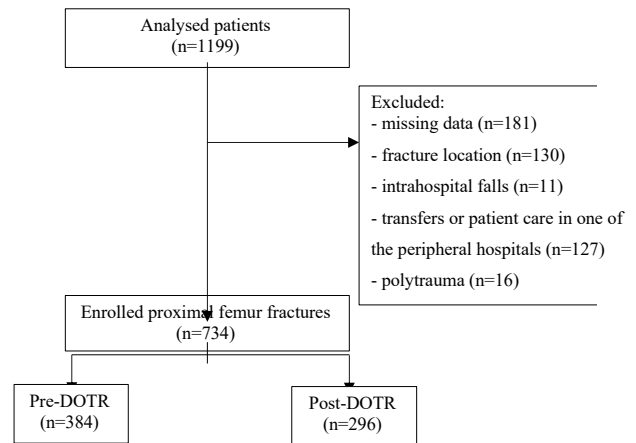 Analysed patients
(n=1199)
Excluded:
- missing data (n=181)
- fracture location (n=130)
- intrahospital falls (n=11)
- transfers or patient care in one of
the peripheral hospitals (n=127)
- polytrauma (n=16)
Enrolled proximal femur fractures
(n=734)
Pre-DOTR
(n=384)
Post-DOTR
(n=296)